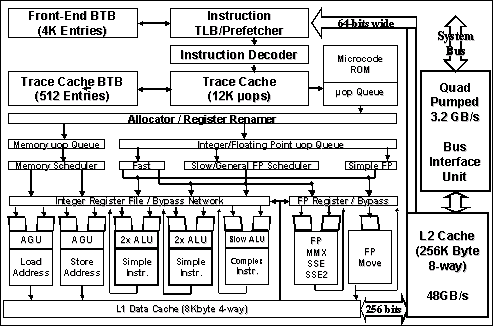 Front-End BTB
(4K Entries)
Instruction
TLB/Prefetcher
64-bits wide
System
Bus
Instruction Decoder
Microcode
ROM
Trace Cache BTB
(512 Entries)
Trace Cache
(12K µops)
µop Queue
Quad
Pumped
3.2 GB/s
Bus
Interface
Unit
Allocator / Register Renamer
Memory uop Queue
Integer/Floating Point uop Queue
Memory Scheduler
Fast
Slow/General FP Scheduler
Simple FP
Integer Register File / Bypass Network
FP Register / Bypass
AGU
Load
Address
AGU
Store
Address
2x ALU
Simple
Instr.
2x ALU
Simple
Instr.
Slow ALU
Complex
Instr.
FP
MMX
SSE
SSE2
FP
Move
L2 Cache
(256K Byte
8-way)
48GB/s
L1 Data Cache (8Kbyte 4-way)
256 bits